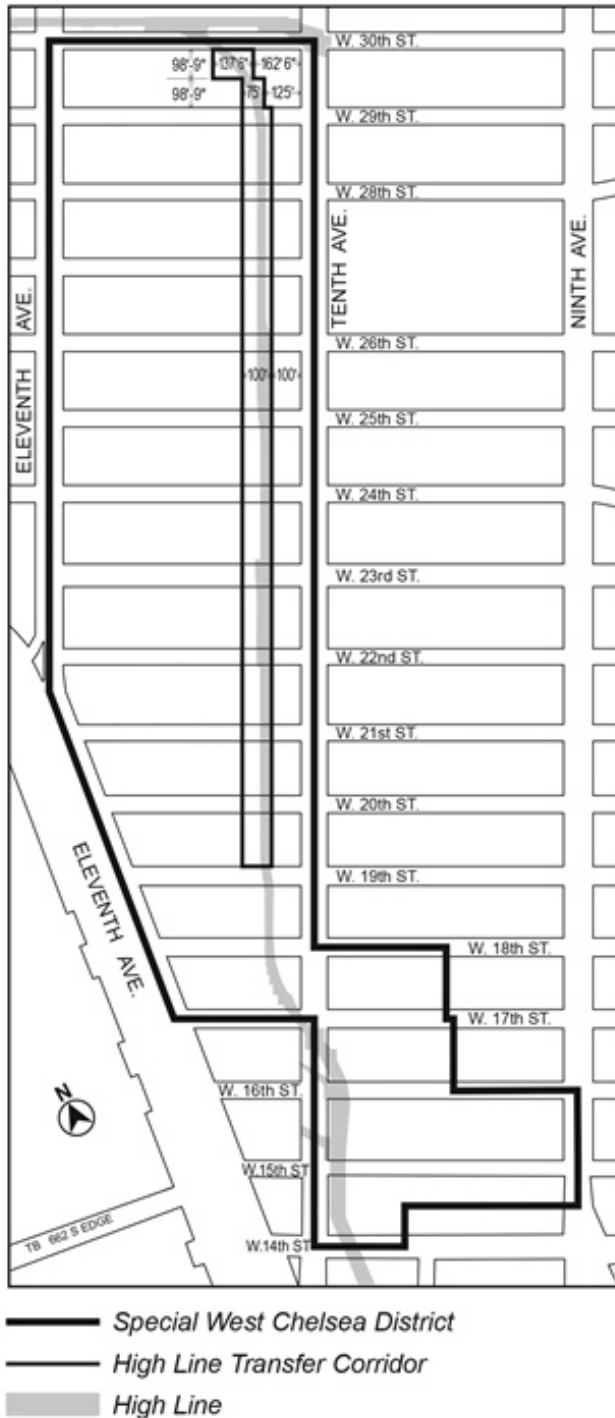 W. 30th ST.
98'-9" 137'6" 162'6"
98'-9" 75' 125'
W. 29th ST.
W. 28th ST.
ELEVENTH AVE.
TENTH AVE.
NINTH AVE.
W. 26th ST.
100' 100'
W. 25th ST.
W. 24th ST.
W. 23rd ST.
W. 22nd ST.
W. 21st ST.
W. 20th ST.
W. 19th ST.
ELEVENTH AVE.
W. 18th ST.
W. 17th ST.
N
W. 16th ST.
W.15th ST
TB 662 S EDGE
W.14th ST
Special West Chelsea District
High Line Transfer Corridor
High Line